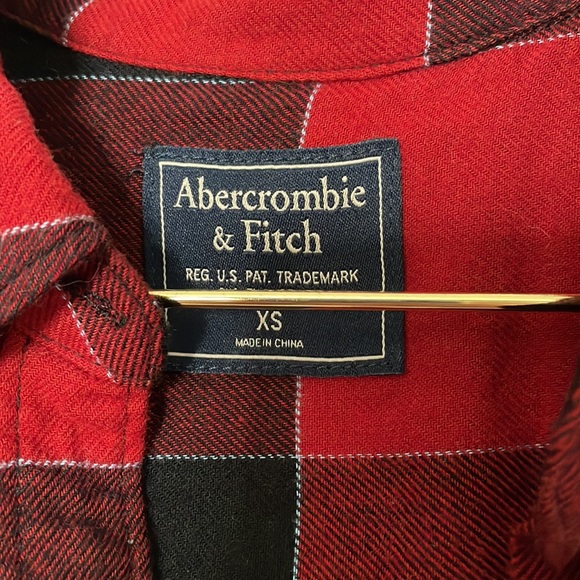 Abercrombie
& Fitch
REG. U.S. PAT. TRADEMARK
XS
MADE IN CHINA